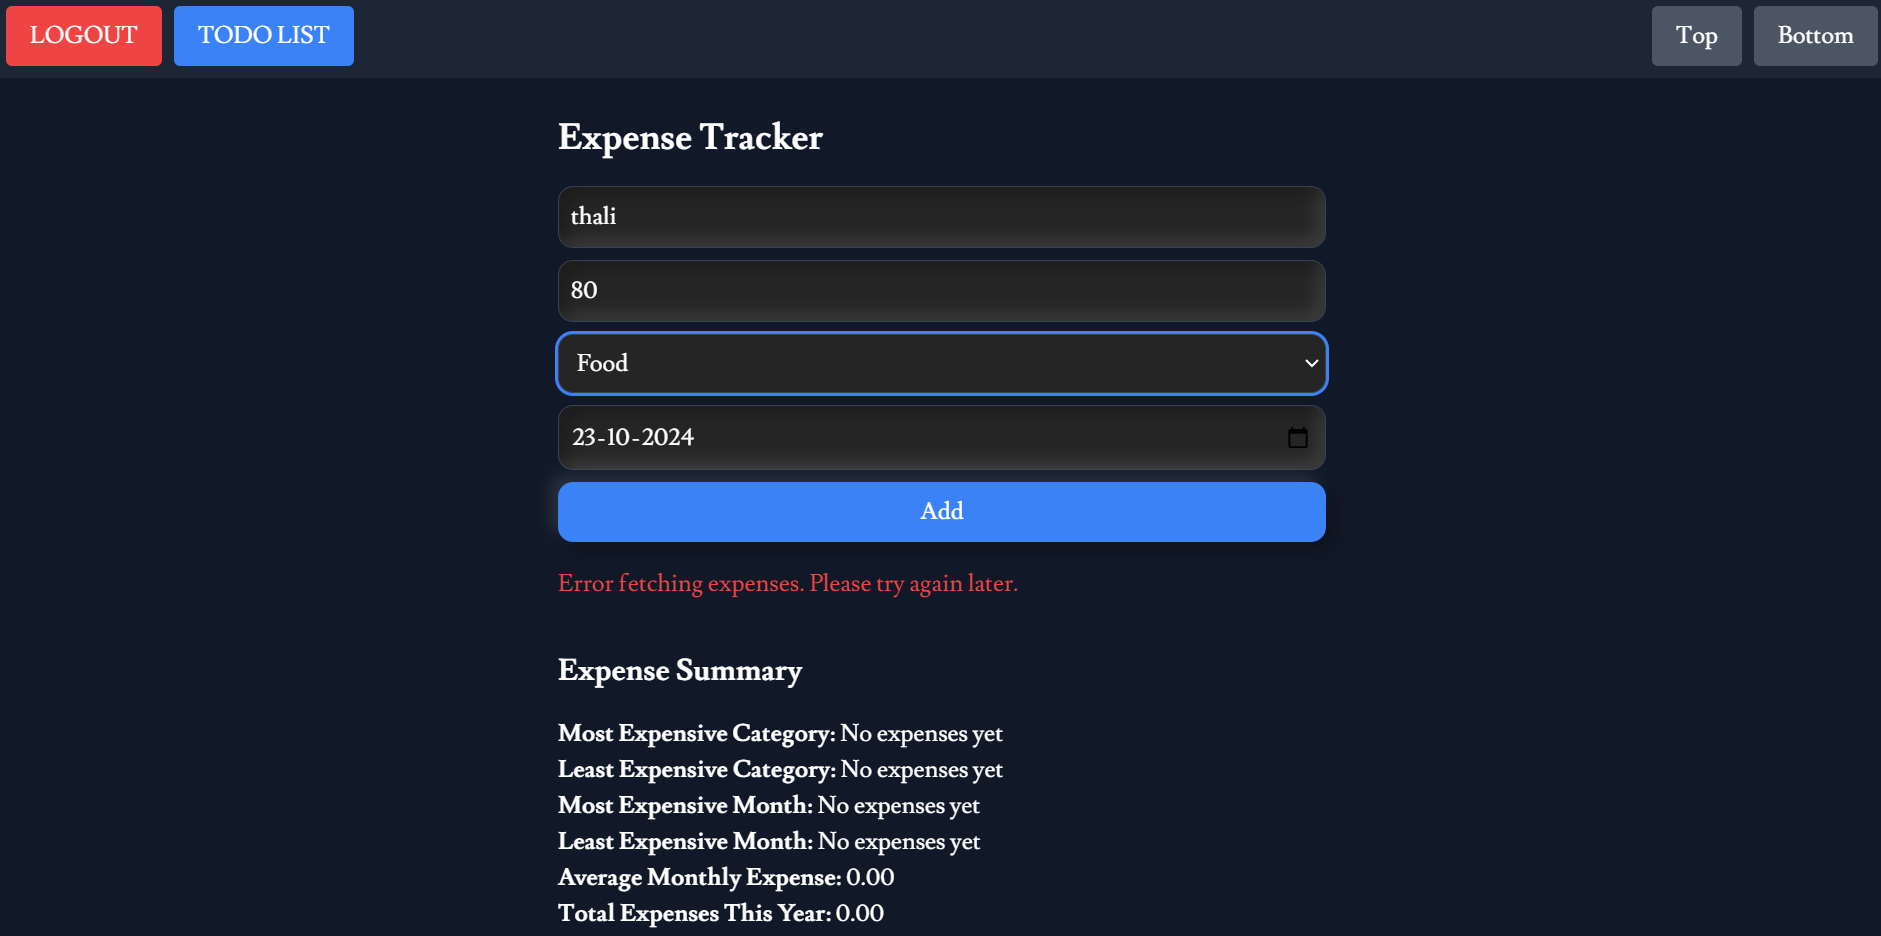 LOGOUT TODO LIST Top Bottom
Expense Tracker
thali
80
Food
23-10-2024
Add
Error fetching expenses. Please try again later.
Expense Summary
Most Expensive Category: No expenses yet
Least Expensive Category: No expenses yet
Most Expensive Month: No expenses yet
Least Expensive Month: No expenses yet
Average Monthly Expense: 0.00
Total Expenses This Year: 0.00